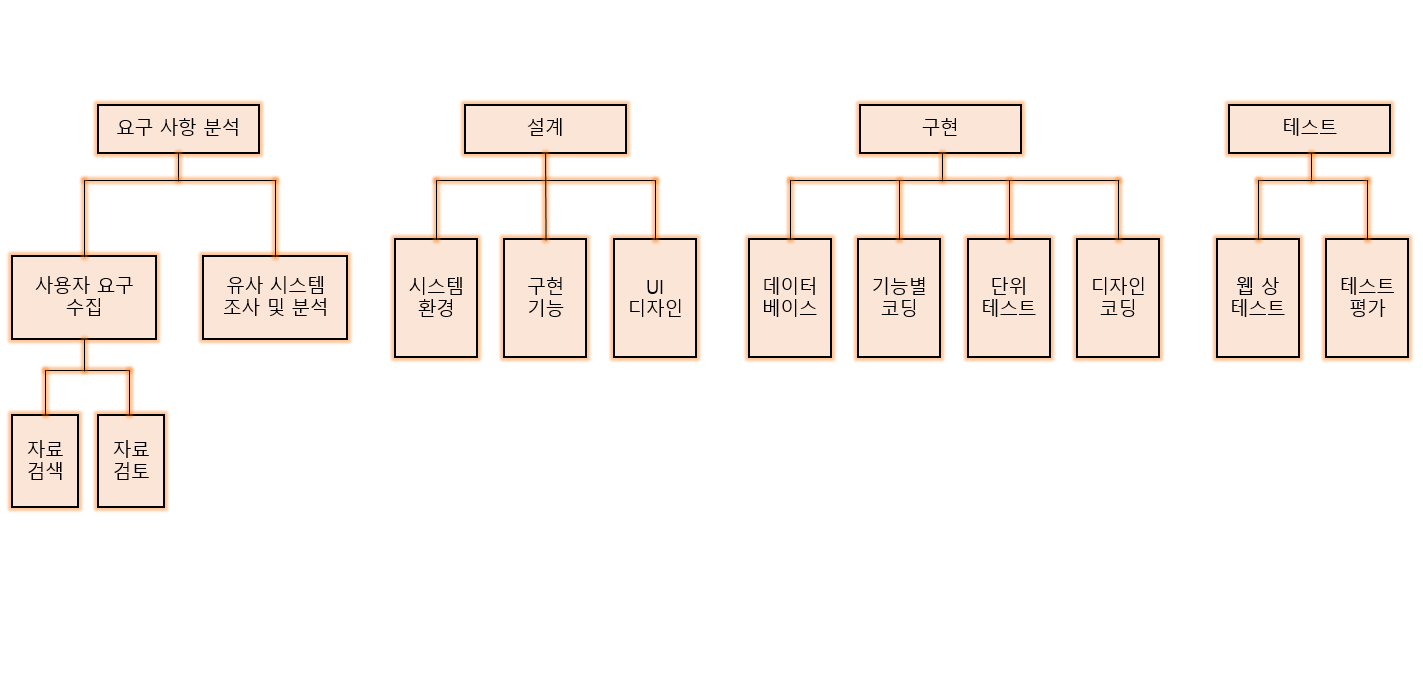 요구 사항 분석
설계
구현
테스트
사용자 요구
수집
유사 시스템
조사 및 분석
시스템
환경
구현
기능
UI
디자인
데이터
베이스
기능별
코딩
단위
테스트
디자인
코딩
웹 상
테스트
테스트
평가
자료
검색
자료
검토